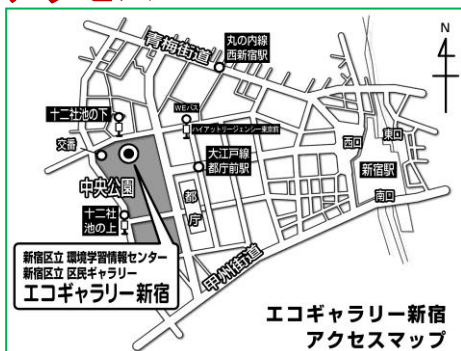 N
青梅街道
丸の内線
西新宿駅
十二社池の下
WEバス
ハイアットリージェンシー東京前
交番
大江戸線
都庁前駅
西口
東口
新宿駅
中央公園
都庁
南口
十二社
池の上
甲州街道
新宿区立 環境学習情報センター
新宿区立 区民ギャラリー
エコギャラリー新宿
エコギャラリー新宿
アクセスマップ